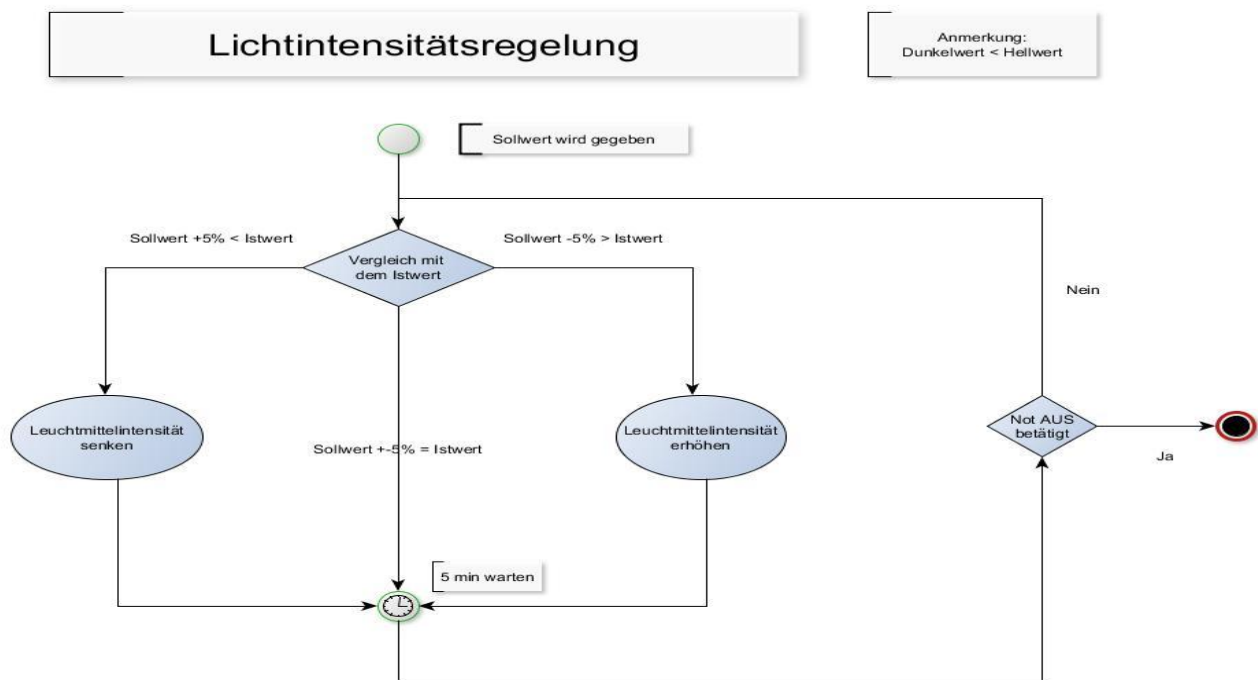 Lichtintensitätsregelung
Anmerkung:
Dunkelwert < Hellwert
Sollwert wird gegeben
Sollwert +5% < Istwert
Vergleich mit
dem Istwert
Sollwert -5% > Istwert
Nein
Leuchtmittelintensität
senken
Sollwert +-5% = Istwert
Leuchtmittelintensität
erhöhen
Not AUS
betätigt
Ja
5 min warten